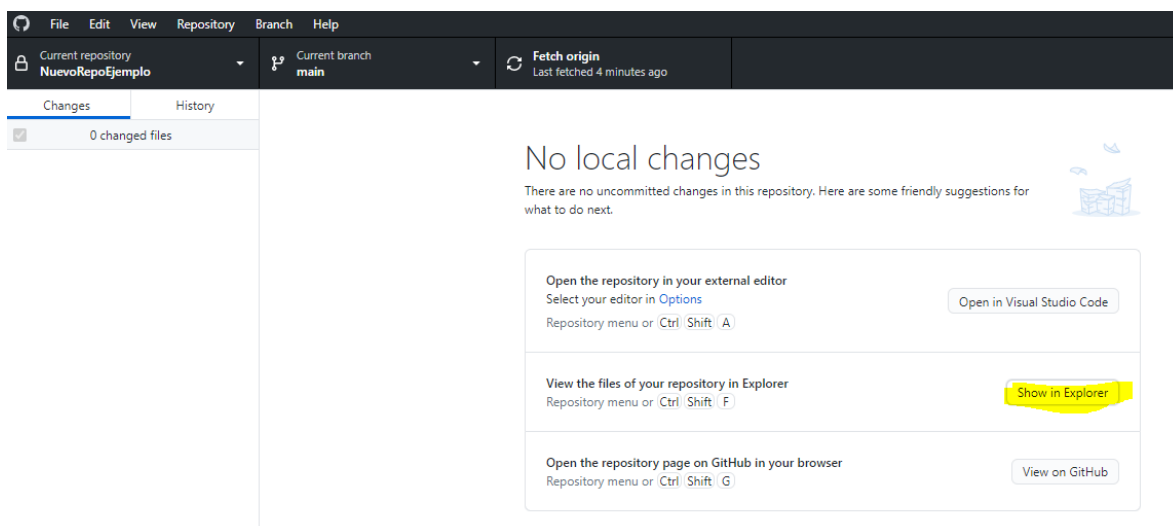 File Edit View Repository Branch Help
Current repository
NuevoRepoEjemplo
Current branch
main
Fetch origin
Last fetched 4 minutes ago
Changes History
0 changed files
No local changes
There are no uncommitted changes in this repository. Here are some friendly suggestions for
what to do next.
Open the repository in your external editor
Select your editor in Options
Repository menu or Ctrl Shift A
Open in Visual Studio Code
View the files of your repository in Explorer
Repository menu or Ctrl Shift F
Show in Explorer
Open the repository page on GitHub in your browser
Repository menu or Ctrl Shift G
View on GitHub